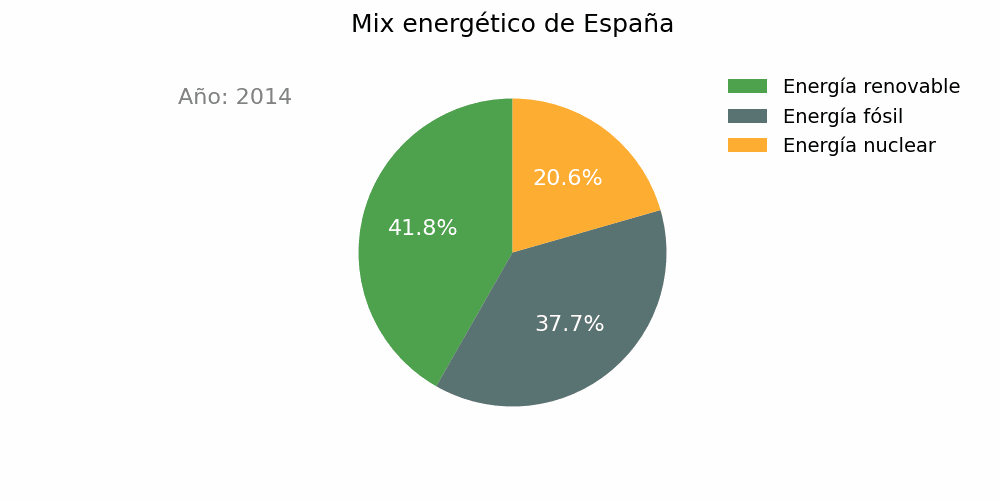 Mix energético de España
Año: 2014
Energía renovable
Energía fósil
Energía nuclear
20.6%
41.8%
37.7%